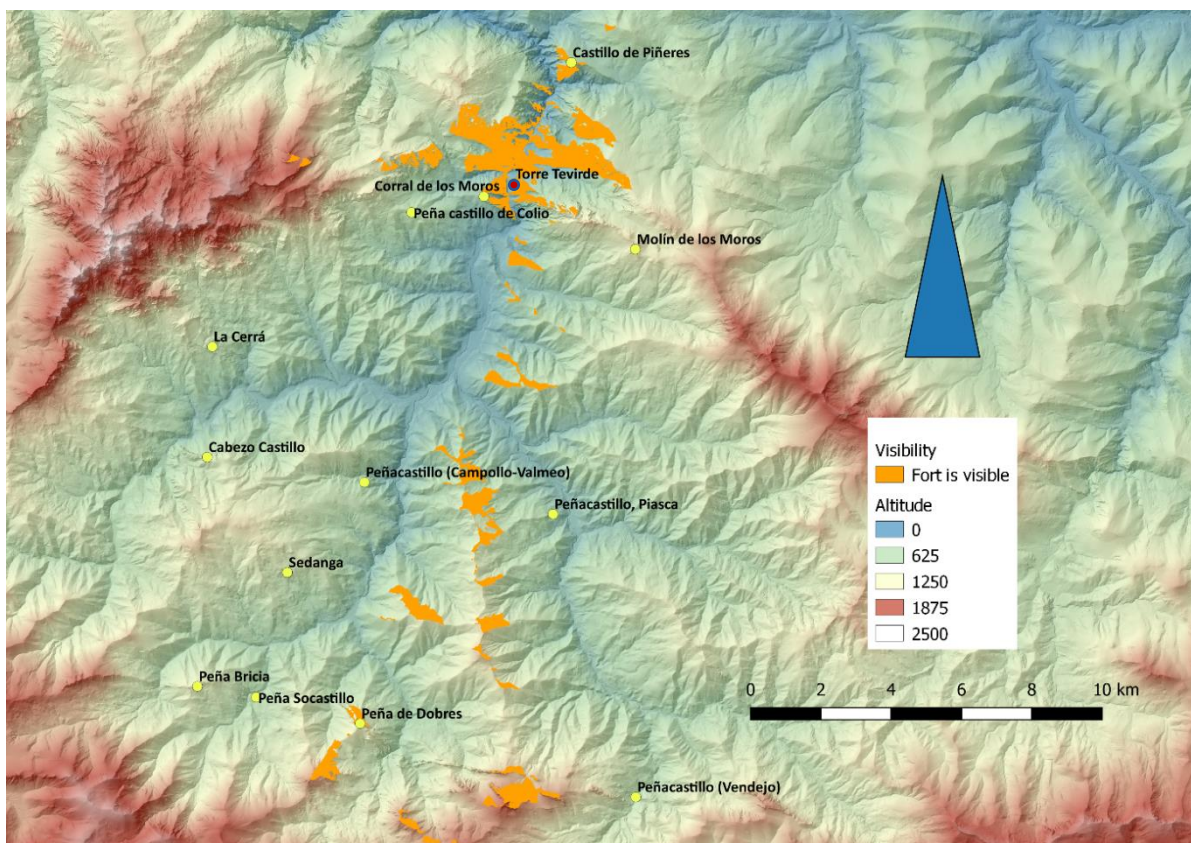 Castillo de Piñeres
Torre Tevirde
Corral de los Moros
Peña castillo de Colio
Molín de los Moros
La Cerrá
Cabezo Castillo
Peñacastillo (Campollo-Valmeo)
Peñacastillo, Piasca
Sedanga
Peña Bricia
Peña Socastillo
Peña de Dobres
Peñacastillo (Vendejo)
Visibility
Fort is visible
Altitude
0
625
1250
1875
2500
0 2 4 6 8 10 km